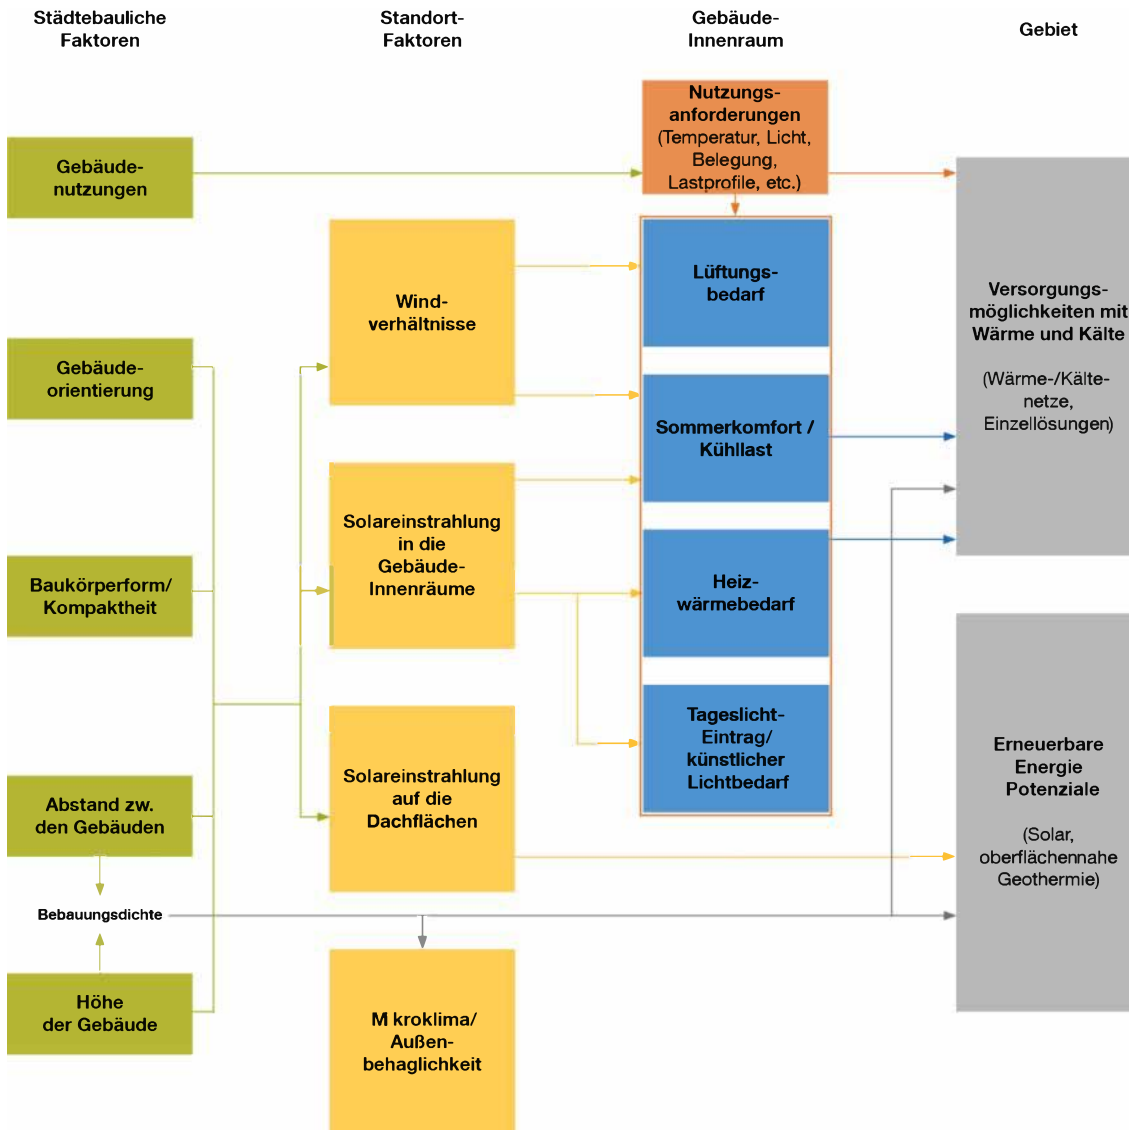 Städtebauliche
Faktoren
Standort-
Faktoren
Gebäude-
Innenraum
Gebiet
Gebäude-
nutzungen
Gebäude-
orientierung
Baukörperform/
Kompaktheit
Abstand zw.
den Gebäuden
Bebauungsdichte
Höhe
der Gebäude
Wind-
verhältnisse
Solareinstrahlung
in die
Gebäude-
Innenräume
Solareinstrahlung
auf die
Dachflächen
M kroklima/
Außen-
behaglichkeit
Nutzungs-
anforderungen
(Temperatur, Licht,
Belegung,
Lastprofile, etc.)
Lüftungs-
bedarf
Sommerkomfort /
Kühllast
Heiz-
wärmebedarf
Tageslicht-
Eintrag/
künstlicher
Lichtbedarf
Versorgungs-
möglichkeiten mit
Wärme und Kälte
(Wärme-/Kälte-
netze,
Einzellösungen)
Erneuerbare
Energie
Potenziale
(Solar,
oberflächennahe
Geothermie)